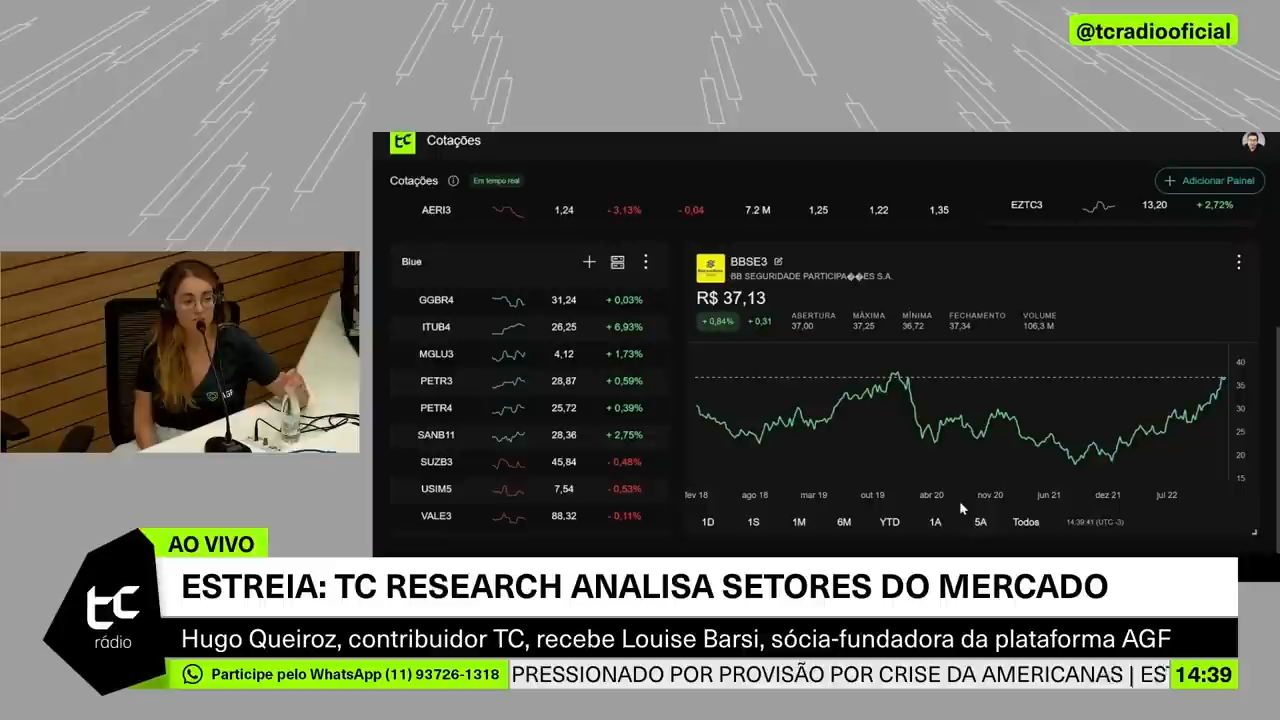 @tcradiooficial
tc Cotações
Cotações Em tempo real
+ Adicionar Painel
AERI3 1,24 - 3,13% - 0,04 7.2 M 1,25 1,22 1,35
EZTC3 13,20 + 2,72%
Blue
GGBR4 31,24 + 0,03%
ITUB4 26,25 + 6,93%
MGLU3 4,12 + 1,73%
PETR3 28,87 + 0,59%
PETR4 25,72 + 0,39%
SANB11 28,36 + 2,75%
SUZB3 45,84 - 0,48%
USIM5 7,54 - 0,53%
VALE3 88,32 - 0,11%
BBSE3
BB SEGURIDADE PARTICIPA��ES S.A.
R$ 37,13
+ 0,84% + 0,31
ABERTURA MÁXIMA MÍNIMA FECHAMENTO VOLUME
37,00 37,25 36,72 37,34 106,3 M
40
35
30
25
20
15
fev 18 ago 18 mar 19 out 19 abr 20 nov 20 jun 21 dez 21 jul 22
1D 1S 1M 6M YTD 1A 5A Todos 14:39:41 (UTC -3)
AGF
AO VIVO
tc
rádio
ESTREIA: TC RESEARCH ANALISA SETORES DO MERCADO
Hugo Queiroz, contribuidor TC, recebe Louise Barsi, sócia-fundadora da plataforma AGF
Participe pelo WhatsApp (11) 93726-1318 PRESSIONADO POR PROVISÃO POR CRISE DA AMERICANAS | ES 14:39